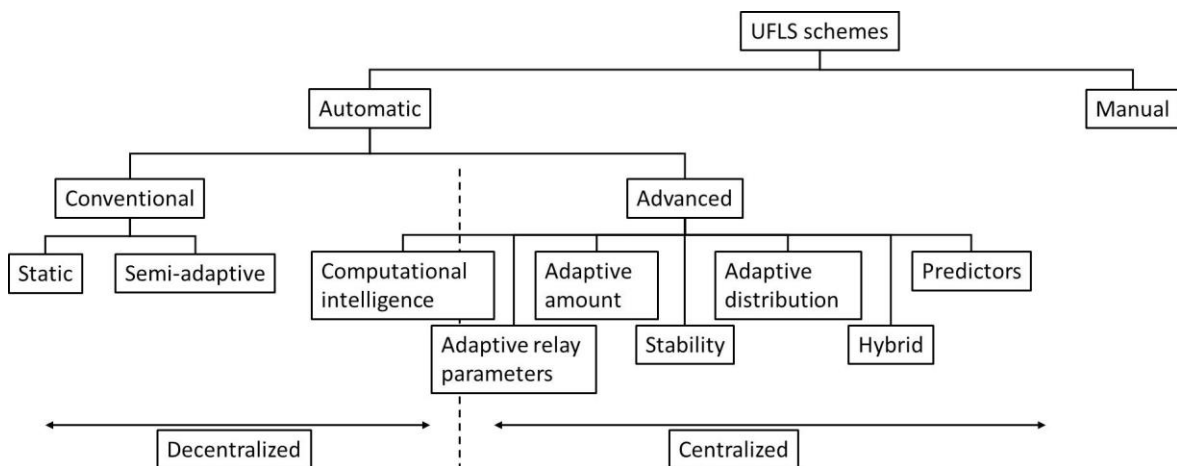 UFLS schemes
Automatic
Manual
Conventional
Advanced
Static
Semi-adaptive
Computational
intelligence
Adaptive
amount
Adaptive
distribution
Predictors
Adaptive relay
parameters
Stability
Hybrid
Decentralized
Centralized